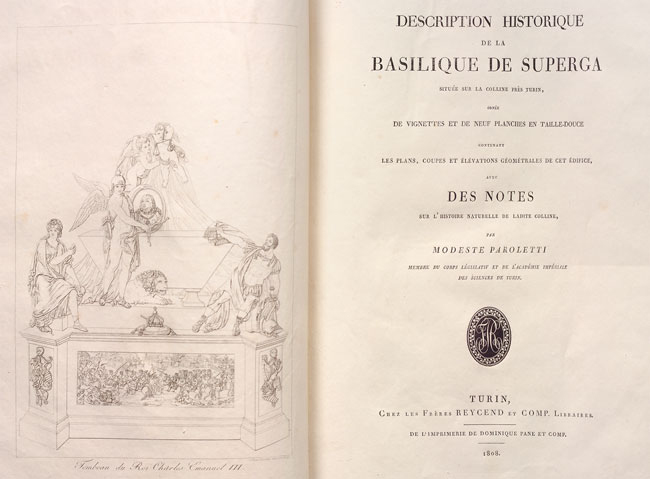 Tombeau du Roi Charles Emanuel III.
DESCRIPTION HISTORIQUE
DE LA
BASILIQUE DE SUPERGA
SITUÉE SUR LA COLLINE PRÈS TURIN,
ORNÉE
DE VIGNETTES ET DE NEUF PLANCHES EN TAILLE-DOUCE
CONTENANT
LES PLANS, COUPES ET ÉLÉVATIONS GÉOMÉTRALES DE CET ÉDIFICE,
AVEC
DES NOTES
SUR L'HISTOIRE NATURELLE DE LADITE COLLINE,
PAR
MODESTE PAROLETTI
MEMBRE DU CORPS LÉGISLATIF ET DE L'ACADÉMIE IMPÉRIALE
DES SCIENCES DE TURIN.
TURIN,
CHEZ LES FRÈRES REYCEND ET COMP. LIBRAIRES.
DE L'IMPRIMERIE DE DOMINIQUE PANE ET COMP.
1808.